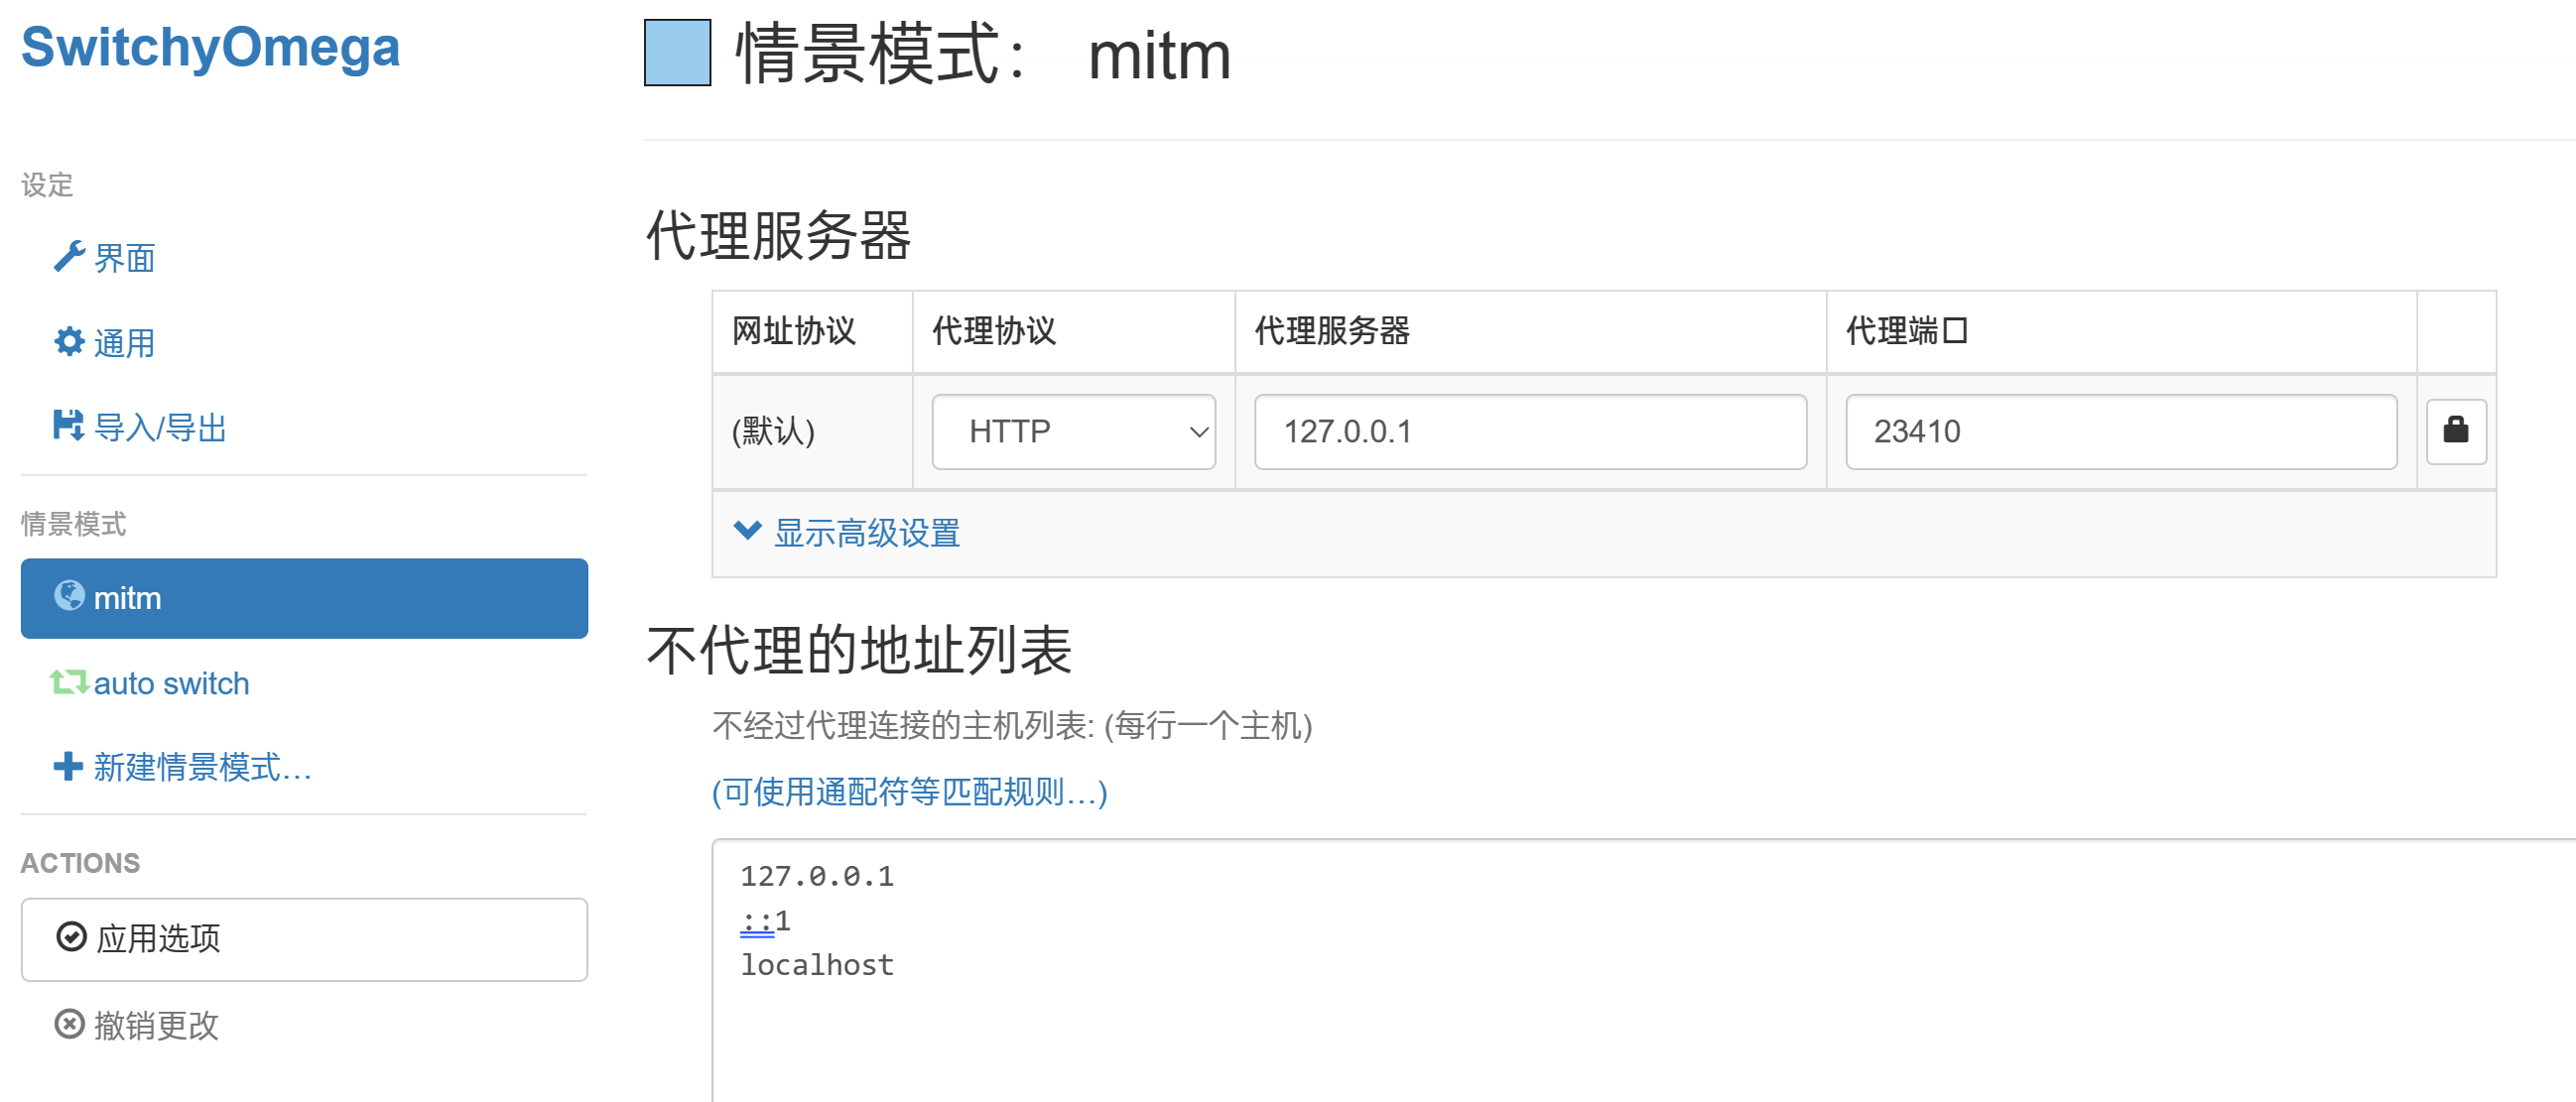 SwitchyOmega
设定
界面
通用
导入/导出
情景模式
mitm
auto switch
新建情景模式…
ACTIONS
应用选项
撤销更改
情景模式： mitm
代理服务器
网址协议 代理协议 代理服务器 代理端口
(默认) HTTP 127.0.0.1 23410
显示高级设置
不代理的地址列表
不经过代理连接的主机列表: (每行一个主机)
(可使用通配符等匹配规则…)
127.0.0.1
::1
localhost